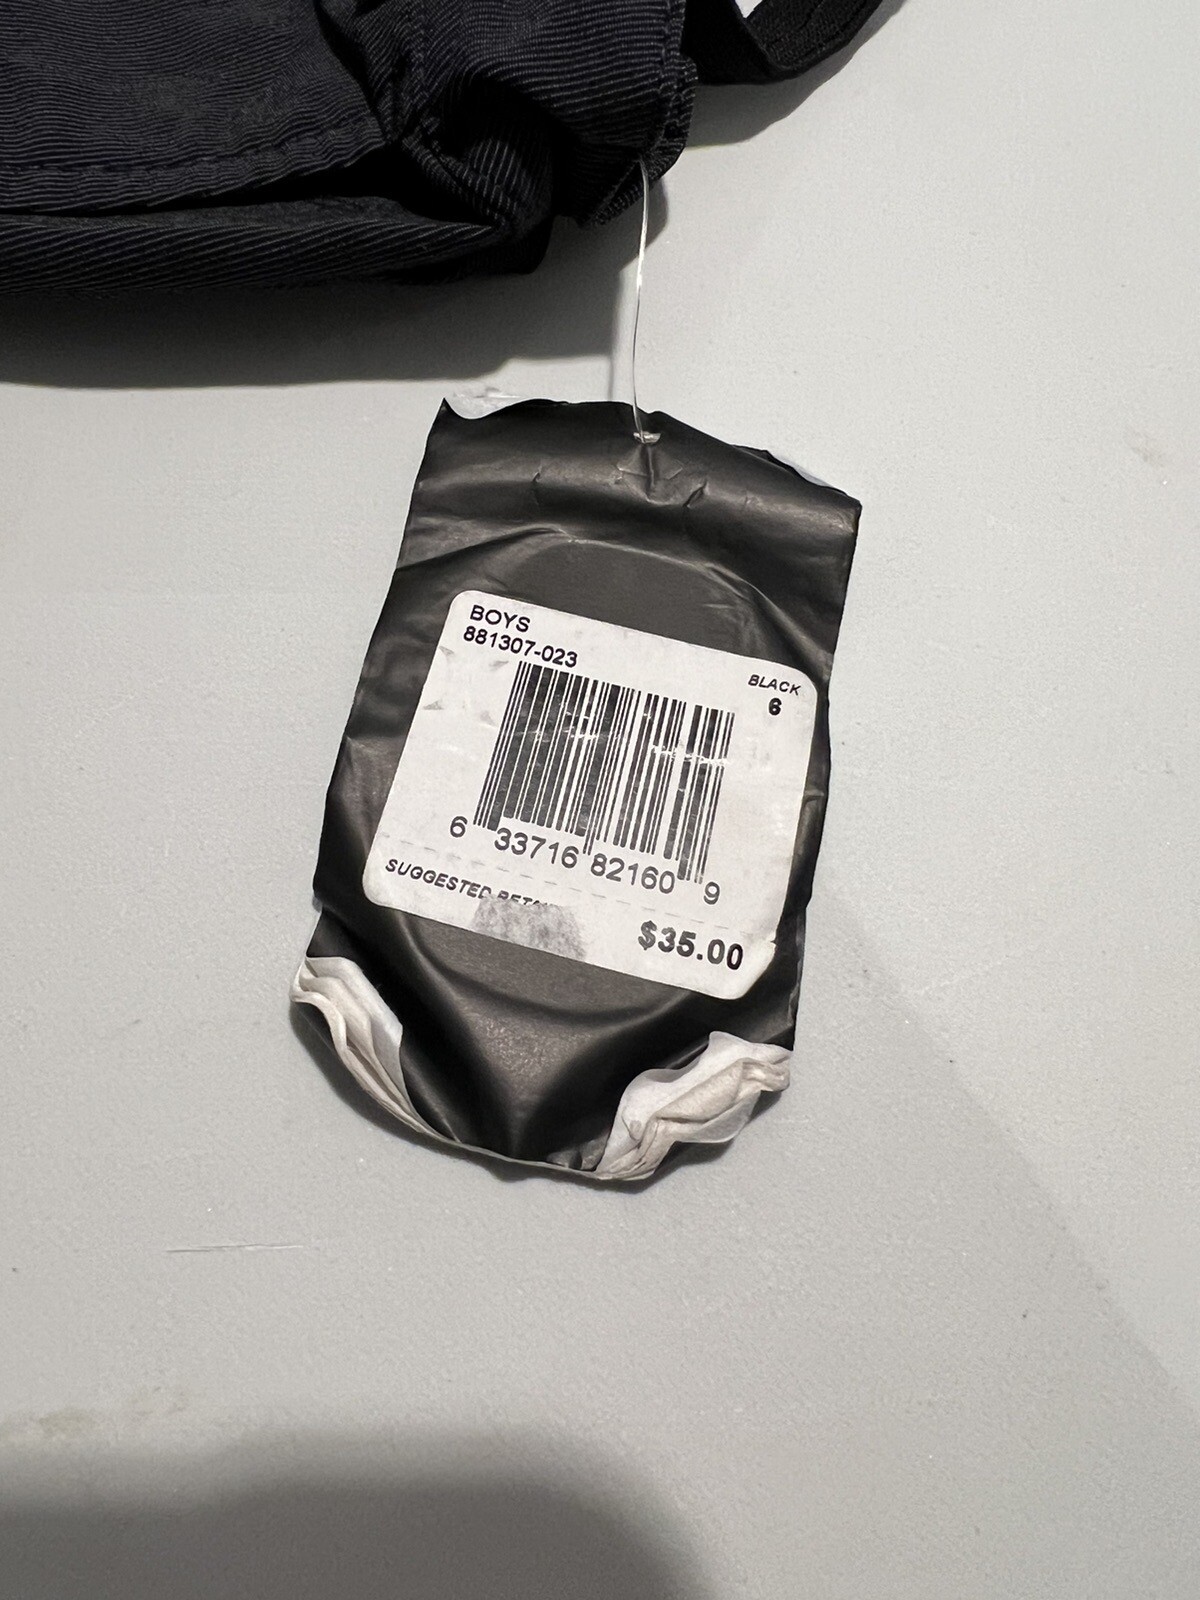 BOYS
881307-023
BLACK
6
6 33716 82160 9
SUGGESTED
$35.00